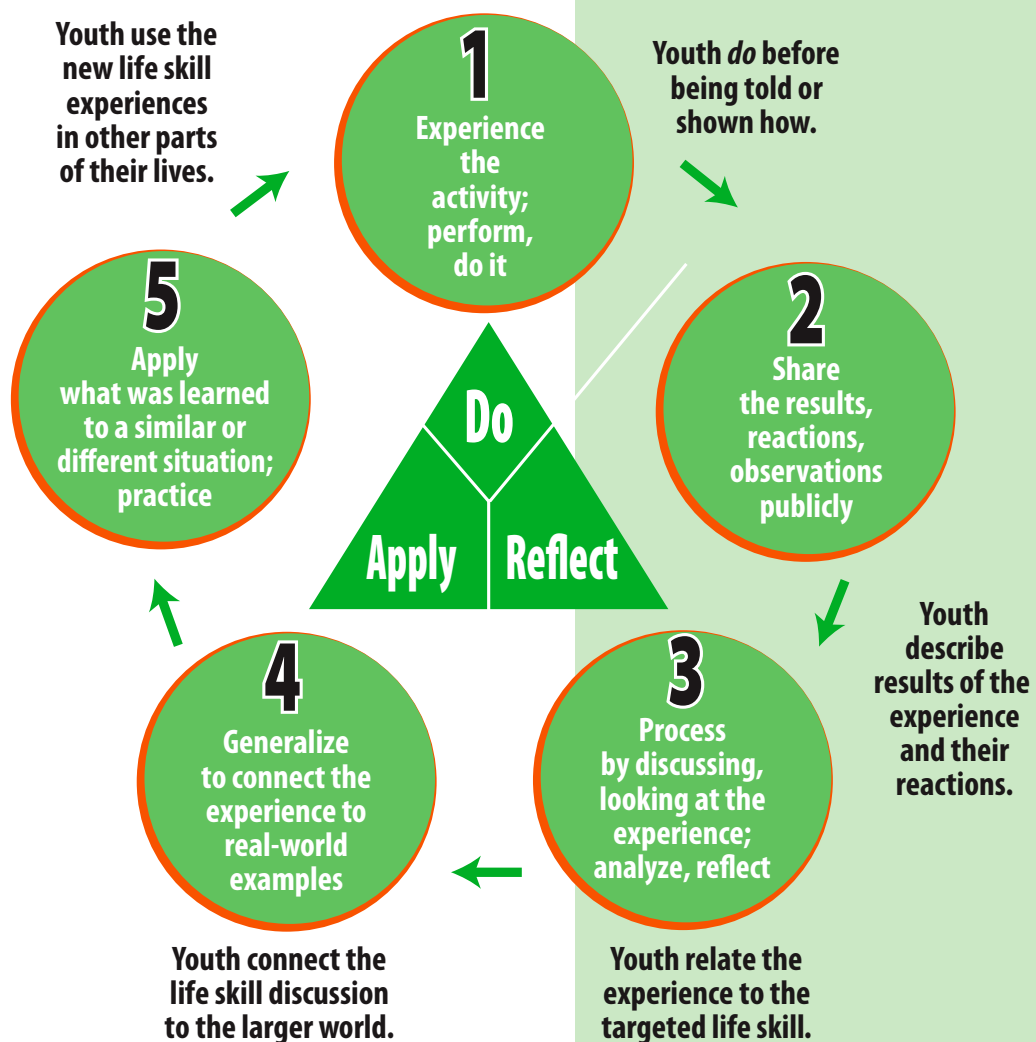 Youth use the
new life skill
experiences
in other parts
of their lives.
1
Experience
the
activity;
perform,
do it
Youth do before
being told or
shown how.
2
Share
the results,
reactions,
observations
publicly
Youth
describe
results of the
experience
and their
reactions.
3
Process
by discussing,
looking at the
experience;
analyze, reflect
Youth relate the
experience to the
targeted life skill.
4
Generalize
to connect the
experience to
real-world
examples
Youth connect the
life skill discussion
to the larger world.
5
Apply
what was learned
to a similar or
different situation;
practice
Do
Apply
Reflect